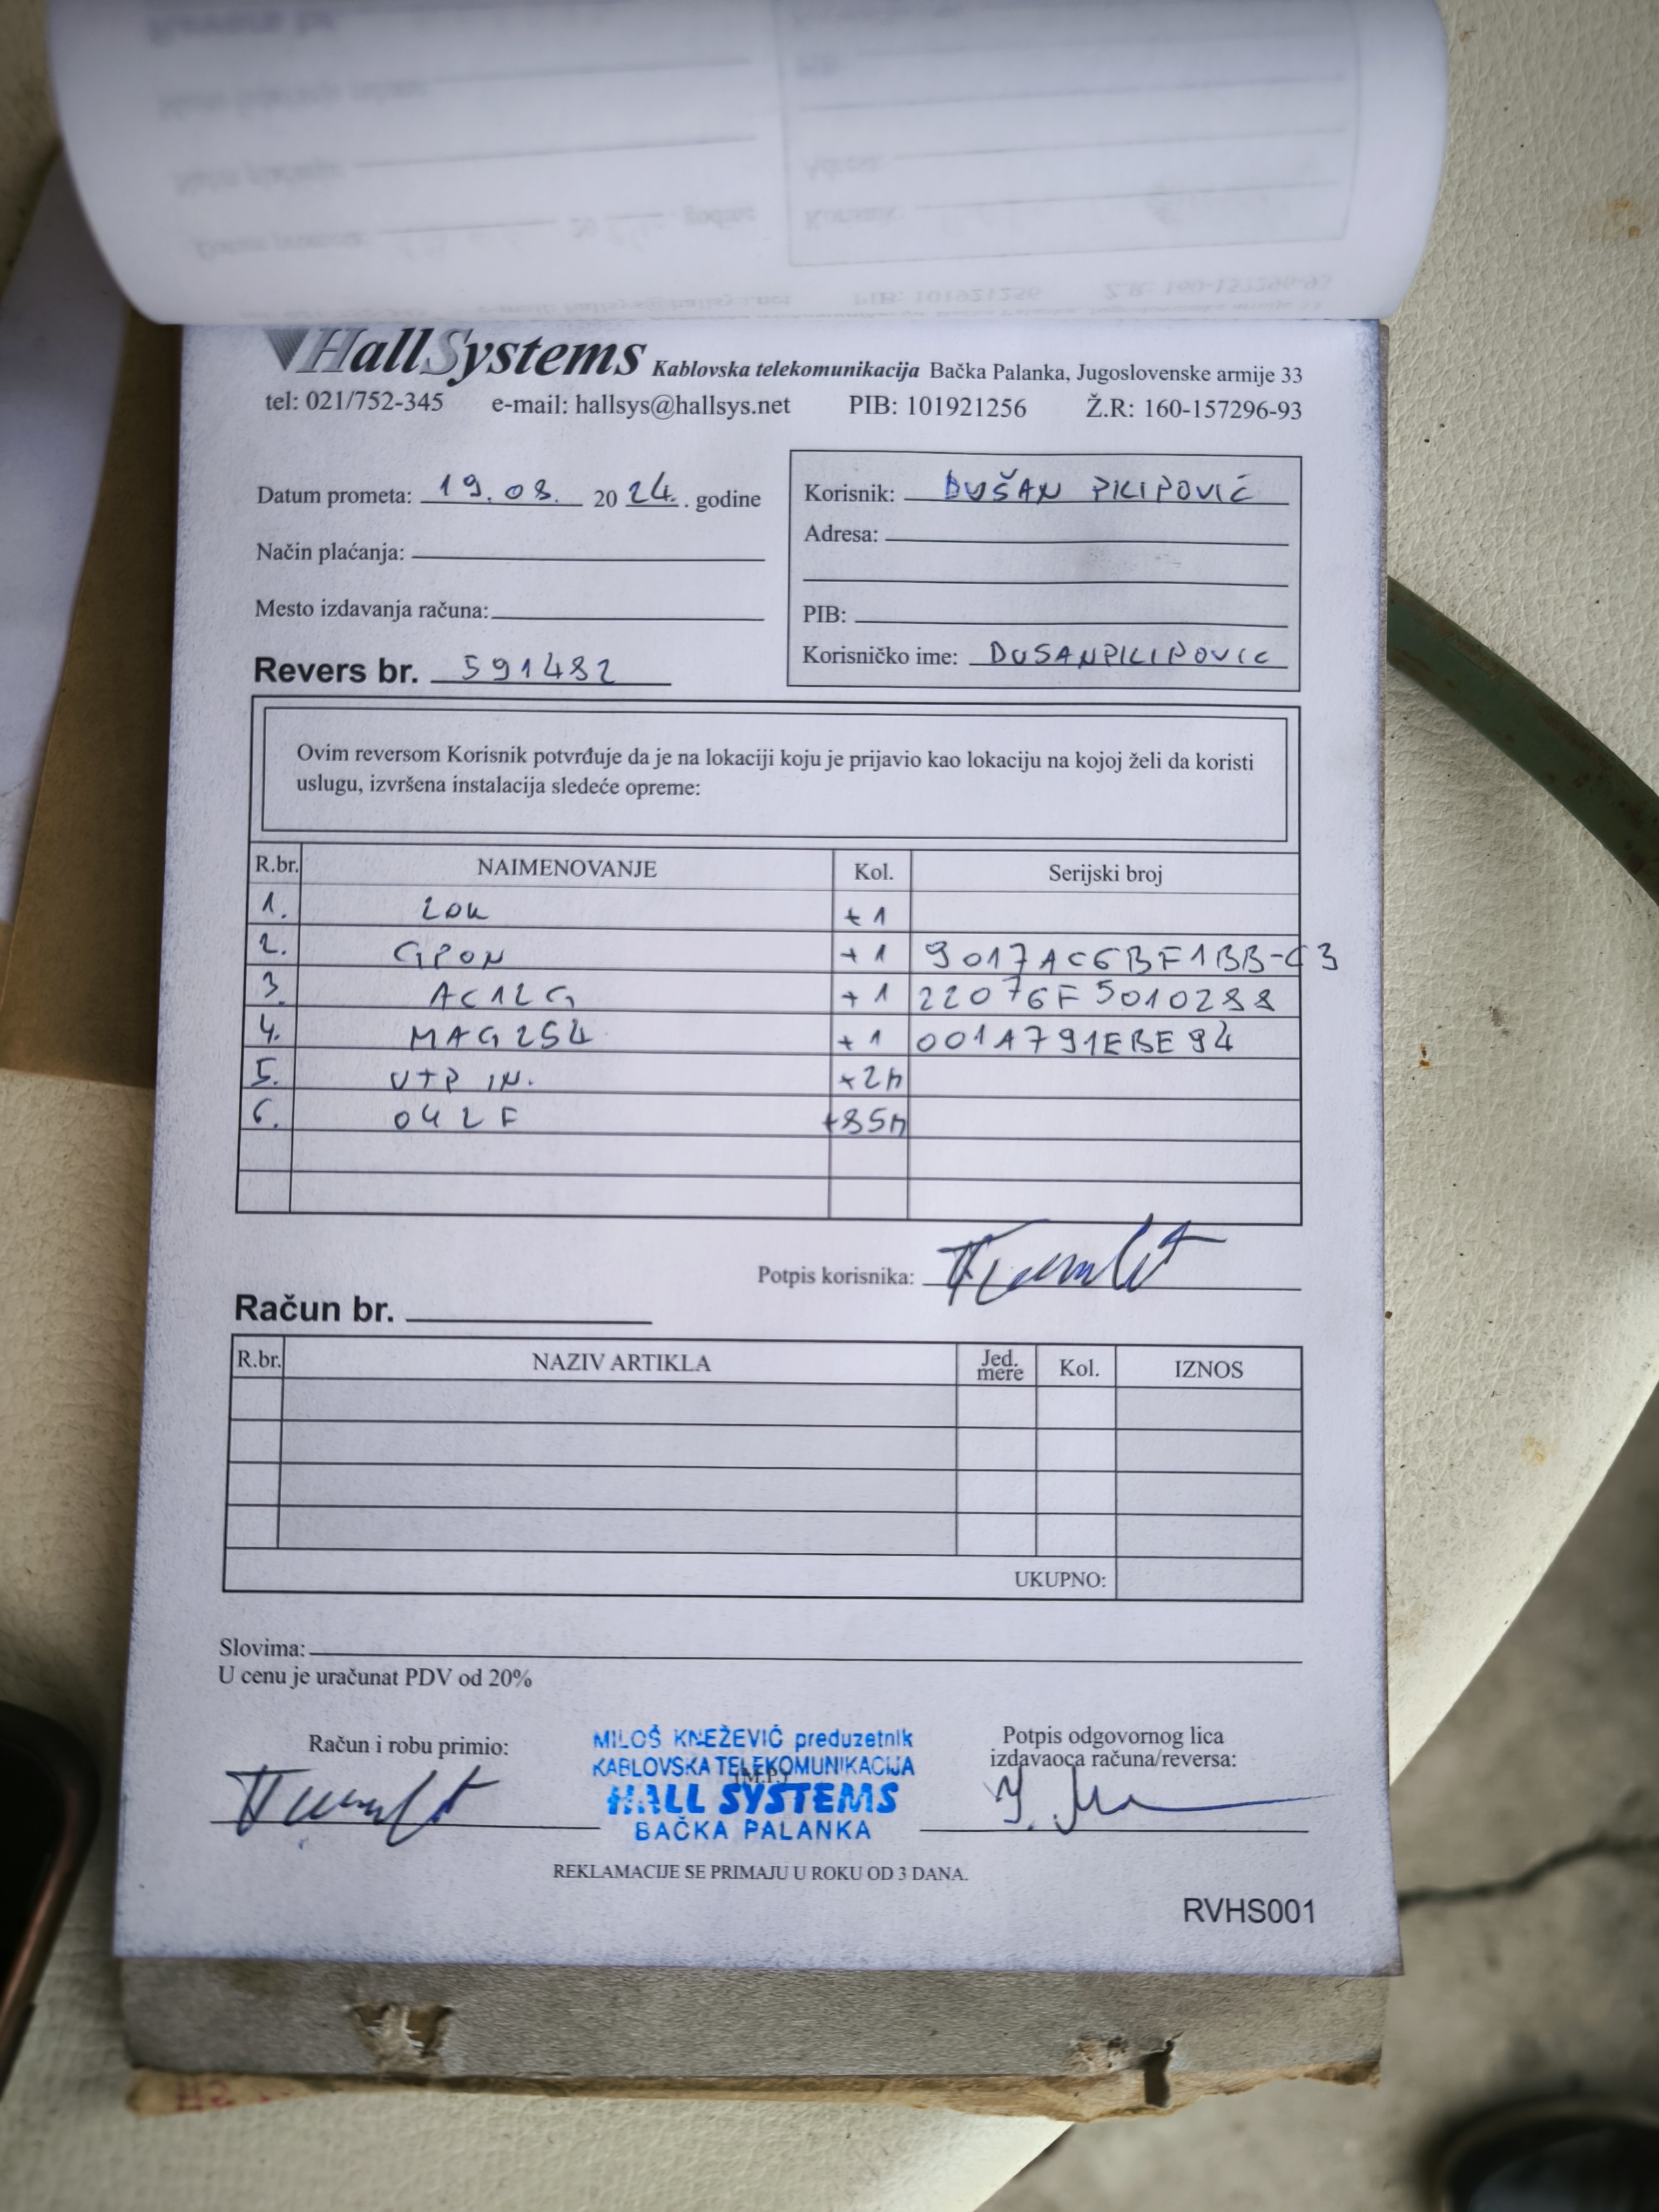 HallSystems Kablovska telekomunikacija Bačka Palanka, Jugoslovenske armije 33
tel: 021/752-345 e-mail: hallsys@hallsys.net PIB: 101921256 Ž.R: 160-157296-93
Datum prometa: 19.08. 2024. godine
Način plaćanja:
Mesto izdavanja računa:
Revers br. 591482
Korisnik: DUŠAN PILIPOVIĆ
Adresa:
PIB:
Korisničko ime: DUSANPILIPOVIC
Ovim reversom Korisnik potvrđuje da je na lokaciji koju je prijavio kao lokaciju na kojoj želi da koristi
uslugu, izvršena instalacija sledeće opreme:
R.br. NAIMENOVANJE Kol. Serijski broj
1. ZOK +1
2. GPON +1 9017AC6BF1BB-C3
3. AC12G +1 22076F5010288
4. MAG254 +1 001A791EBE94
5. UTP IN. +2m
6. 042F +85m
Potpis korisnika:
Račun br.
R.br. NAZIV ARTIKLA Jed. mere Kol. IZNOS
UKUPNO:
Slovima:
U cenu je uračunat PDV od 20%
Račun i robu primio:
MILOŠ KNEŽEVIĆ preduzetnik
KABLOVSKA TELEKOMUNIKACIJA
(M.P.)
HALL SYSTEMS
BAČKA PALANKA
Potpis odgovornog lica
izdavaoca računa/reversa:
REKLAMACIJE SE PRIMAJU U ROKU OD 3 DANA.
RVHS001